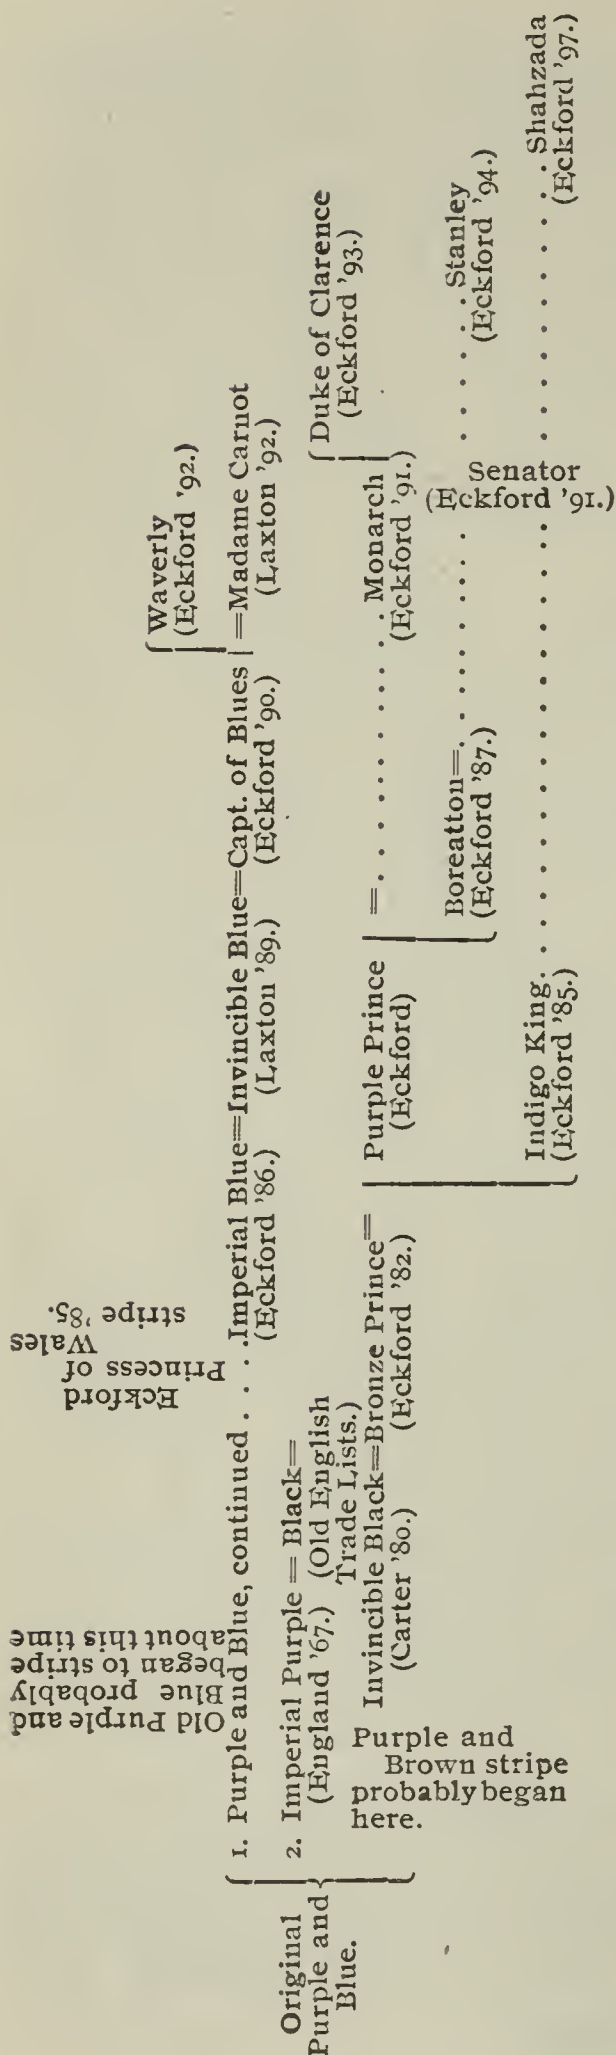 Original
Purple and
Blue.
Old Purple and
Blue probably
began to stripe
about this time
Eckford
Princess of
Wales
stripe '85.
1. Purple and Blue, continued . . . .Imperial Blue=Invincible Blue=Capt. of Blues
(Eckford '86.) (Laxton '89.) (Eckford '90.)
Waverly
(Eckford '92.)
=Madame Carnot
(Laxton '92.)
2. Imperial Purple = Black=
(England '67.) (Old English
Trade Lists.)
Invincible Black=Bronze Prince=
(Carter '80.) (Eckford '82.)
Purple and
Brown stripe
probably began
here.
Purple Prince
(Eckford)
=. . . . . . . . . . Monarch
(Eckford '91.)
Duke of Clarence
(Eckford '93.)
Boreatton=. . . . . . . . .
(Eckford '87.)
Senator
(Eckford '91.)
. . . . . Stanley
(Eckford '94.)
Indigo King. . . . . . . . . . . . . . . . . . . . . . . . . . . Shahzada
(Eckford '85.) (Eckford '97.)